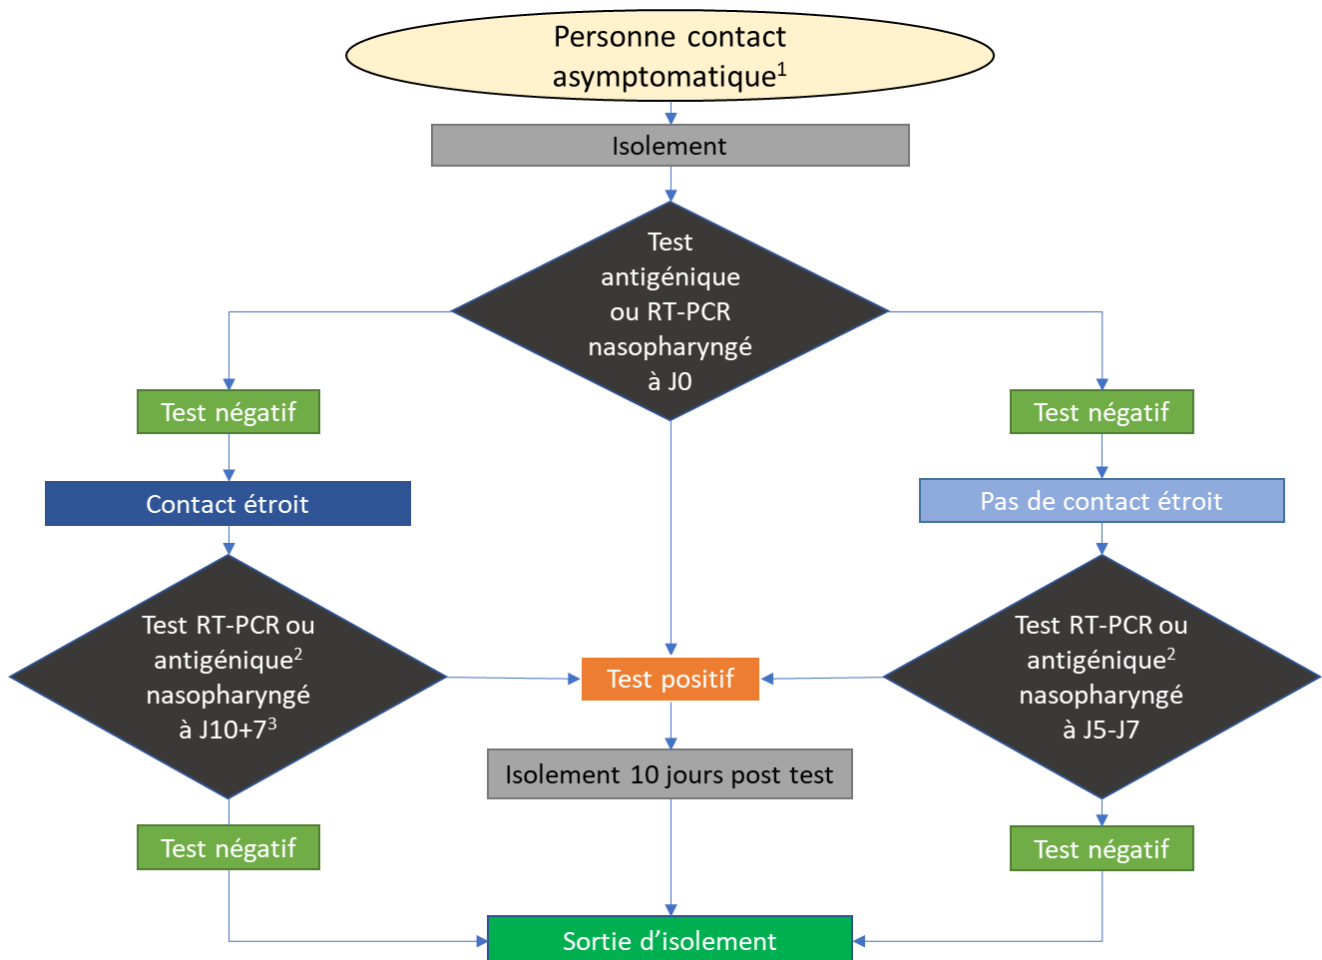 Personne contact
asymptomatique¹
Isolement
Test
antigénique
ou RT-PCR
nasopharyngé
à J0
Test négatif
Test négatif
Contact étroit
Pas de contact étroit
Test RT-PCR ou
antigénique²
nasopharyngé
à J10+7³
Test positif
Test RT-PCR ou
antigénique²
nasopharyngé
à J5-J7
Isolement 10 jours post test
Test négatif
Test négatif
Sortie d’isolement